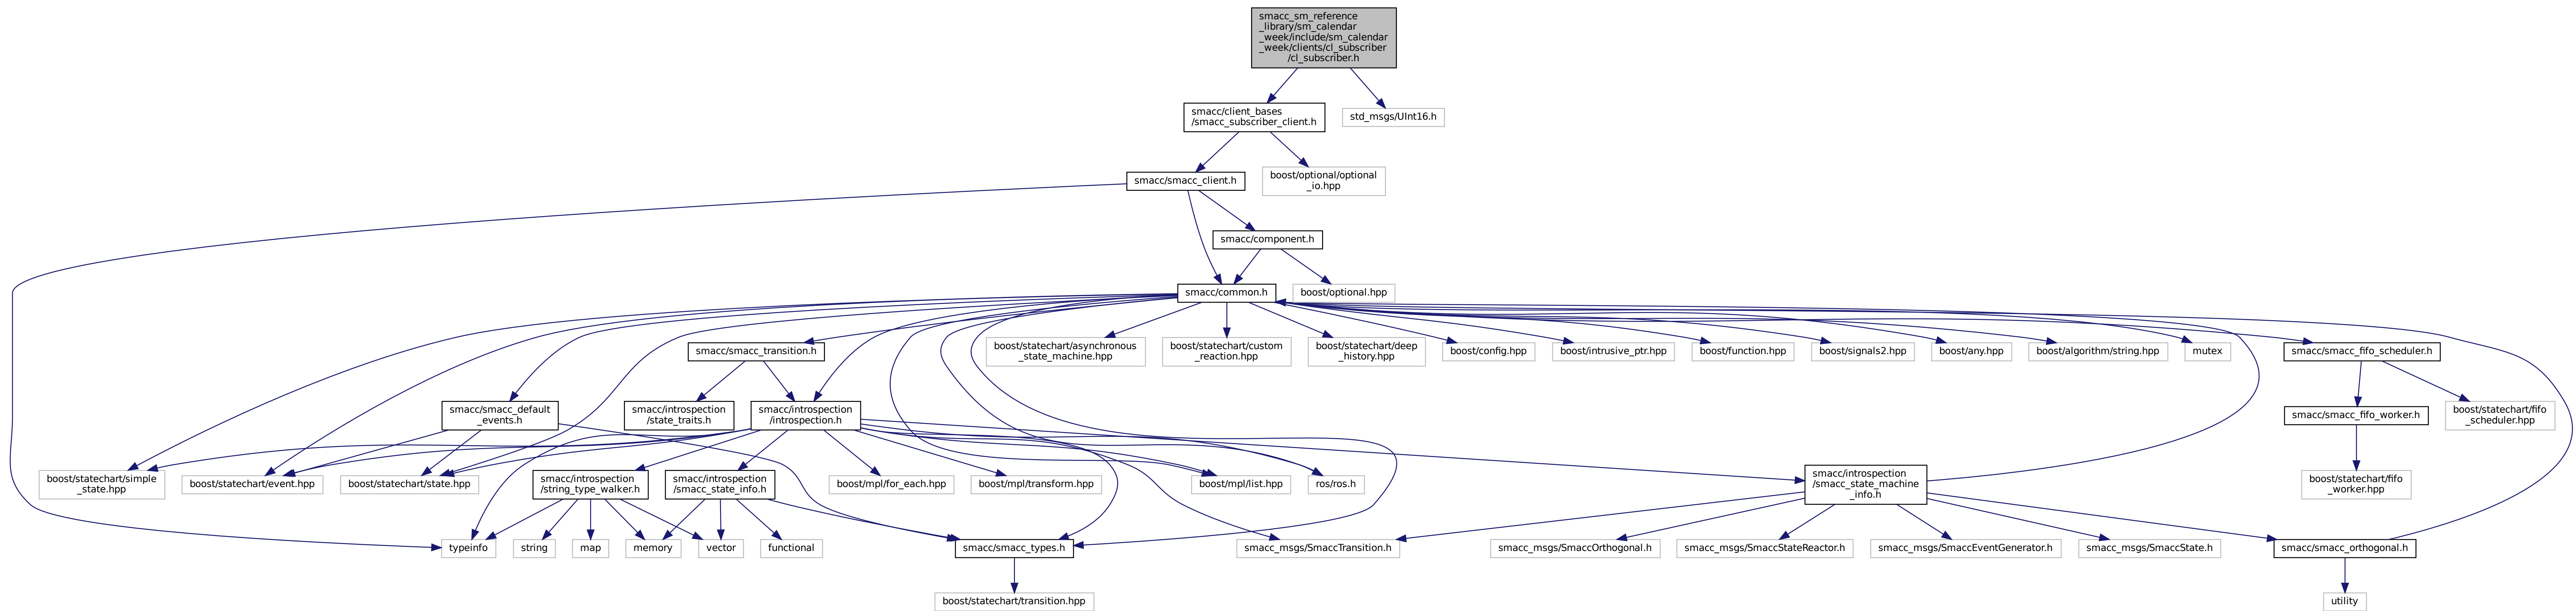 smacc_sm_reference
_library/sm_calendar
_week/include/sm_calendar
_week/clients/cl_subscriber
/cl_subscriber.h
smacc/client_bases
/smacc_subscriber_client.h
std_msgs/UInt16.h
smacc/smacc_client.h
boost/optional/optional
_io.hpp
smacc/component.h
smacc/common.h
boost/optional.hpp
smacc/smacc_transition.h
boost/statechart/asynchronous
_state_machine.hpp
boost/statechart/custom
_reaction.hpp
boost/statechart/deep
_history.hpp
boost/config.hpp
boost/intrusive_ptr.hpp
boost/function.hpp
boost/signals2.hpp
boost/any.hpp
boost/algorithm/string.hpp
mutex
smacc/smacc_fifo_scheduler.h
smacc/smacc_default
_events.h
smacc/introspection
/state_traits.h
smacc/introspection
/introspection.h
smacc/smacc_fifo_worker.h
boost/statechart/fifo
_scheduler.hpp
boost/statechart/simple
_state.hpp
boost/statechart/event.hpp
boost/statechart/state.hpp
smacc/introspection
/string_type_walker.h
smacc/introspection
/smacc_state_info.h
boost/mpl/for_each.hpp
boost/mpl/transform.hpp
boost/mpl/list.hpp
ros/ros.h
smacc/introspection
/smacc_state_machine
_info.h
boost/statechart/fifo
_worker.hpp
typeinfo
string
map
memory
vector
functional
smacc/smacc_types.h
smacc_msgs/SmaccTransition.h
smacc_msgs/SmaccOrthogonal.h
smacc_msgs/SmaccStateReactor.h
smacc_msgs/SmaccEventGenerator.h
smacc_msgs/SmaccState.h
smacc/smacc_orthogonal.h
boost/statechart/transition.hpp
utility